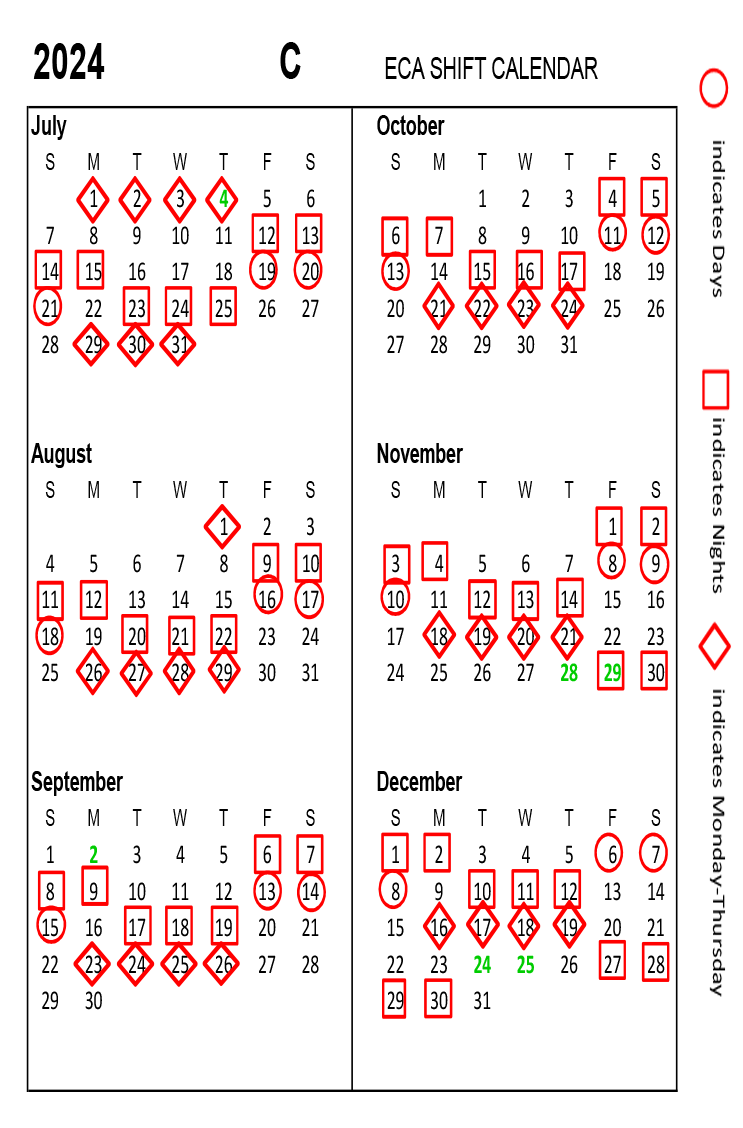 2024 C ECA SHIFT CALENDAR
July
S M T W T F S
1 2 3 4 5 6
7 8 9 10 11 12 13
14 15 16 17 18 19 20
21 22 23 24 25 26 27
28 29 30 31
August
S M T W T F S
1 2 3
4 5 6 7 8 9 10
11 12 13 14 15 16 17
18 19 20 21 22 23 24
25 26 27 28 29 30 31
September
S M T W T F S
1 2 3 4 5 6 7
8 9 10 11 12 13 14
15 16 17 18 19 20 21
22 23 24 25 26 27 28
29 30
October
S M T W T F S
1 2 3 4 5
6 7 8 9 10 11 12
13 14 15 16 17 18 19
20 21 22 23 24 25 26
27 28 29 30 31
November
S M T W T F S
1 2
3 4 5 6 7 8 9
10 11 12 13 14 15 16
17 18 19 20 21 22 23
24 25 26 27 28 29 30
December
S M T W T F S
1 2 3 4 5 6 7
8 9 10 11 12 13 14
15 16 17 18 19 20 21
22 23 24 25 26 27 28
29 30 31
indicates Days
indicates Nights
indicates Monday-Thursday